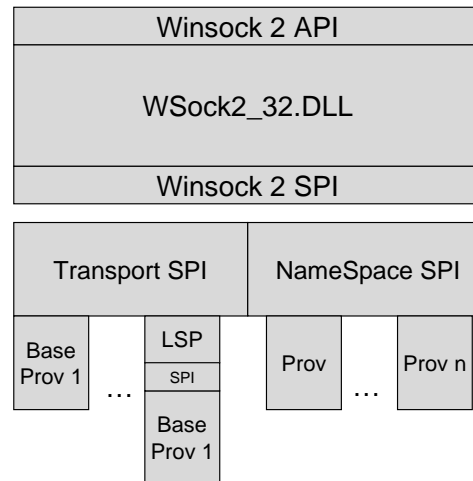 Winsock 2 API
WSock2_32.DLL
Winsock 2 SPI
Transport SPI
NameSpace SPI
Base
Prov 1
...
LSP
SPI
Base
Prov 1
Prov
...
Prov n